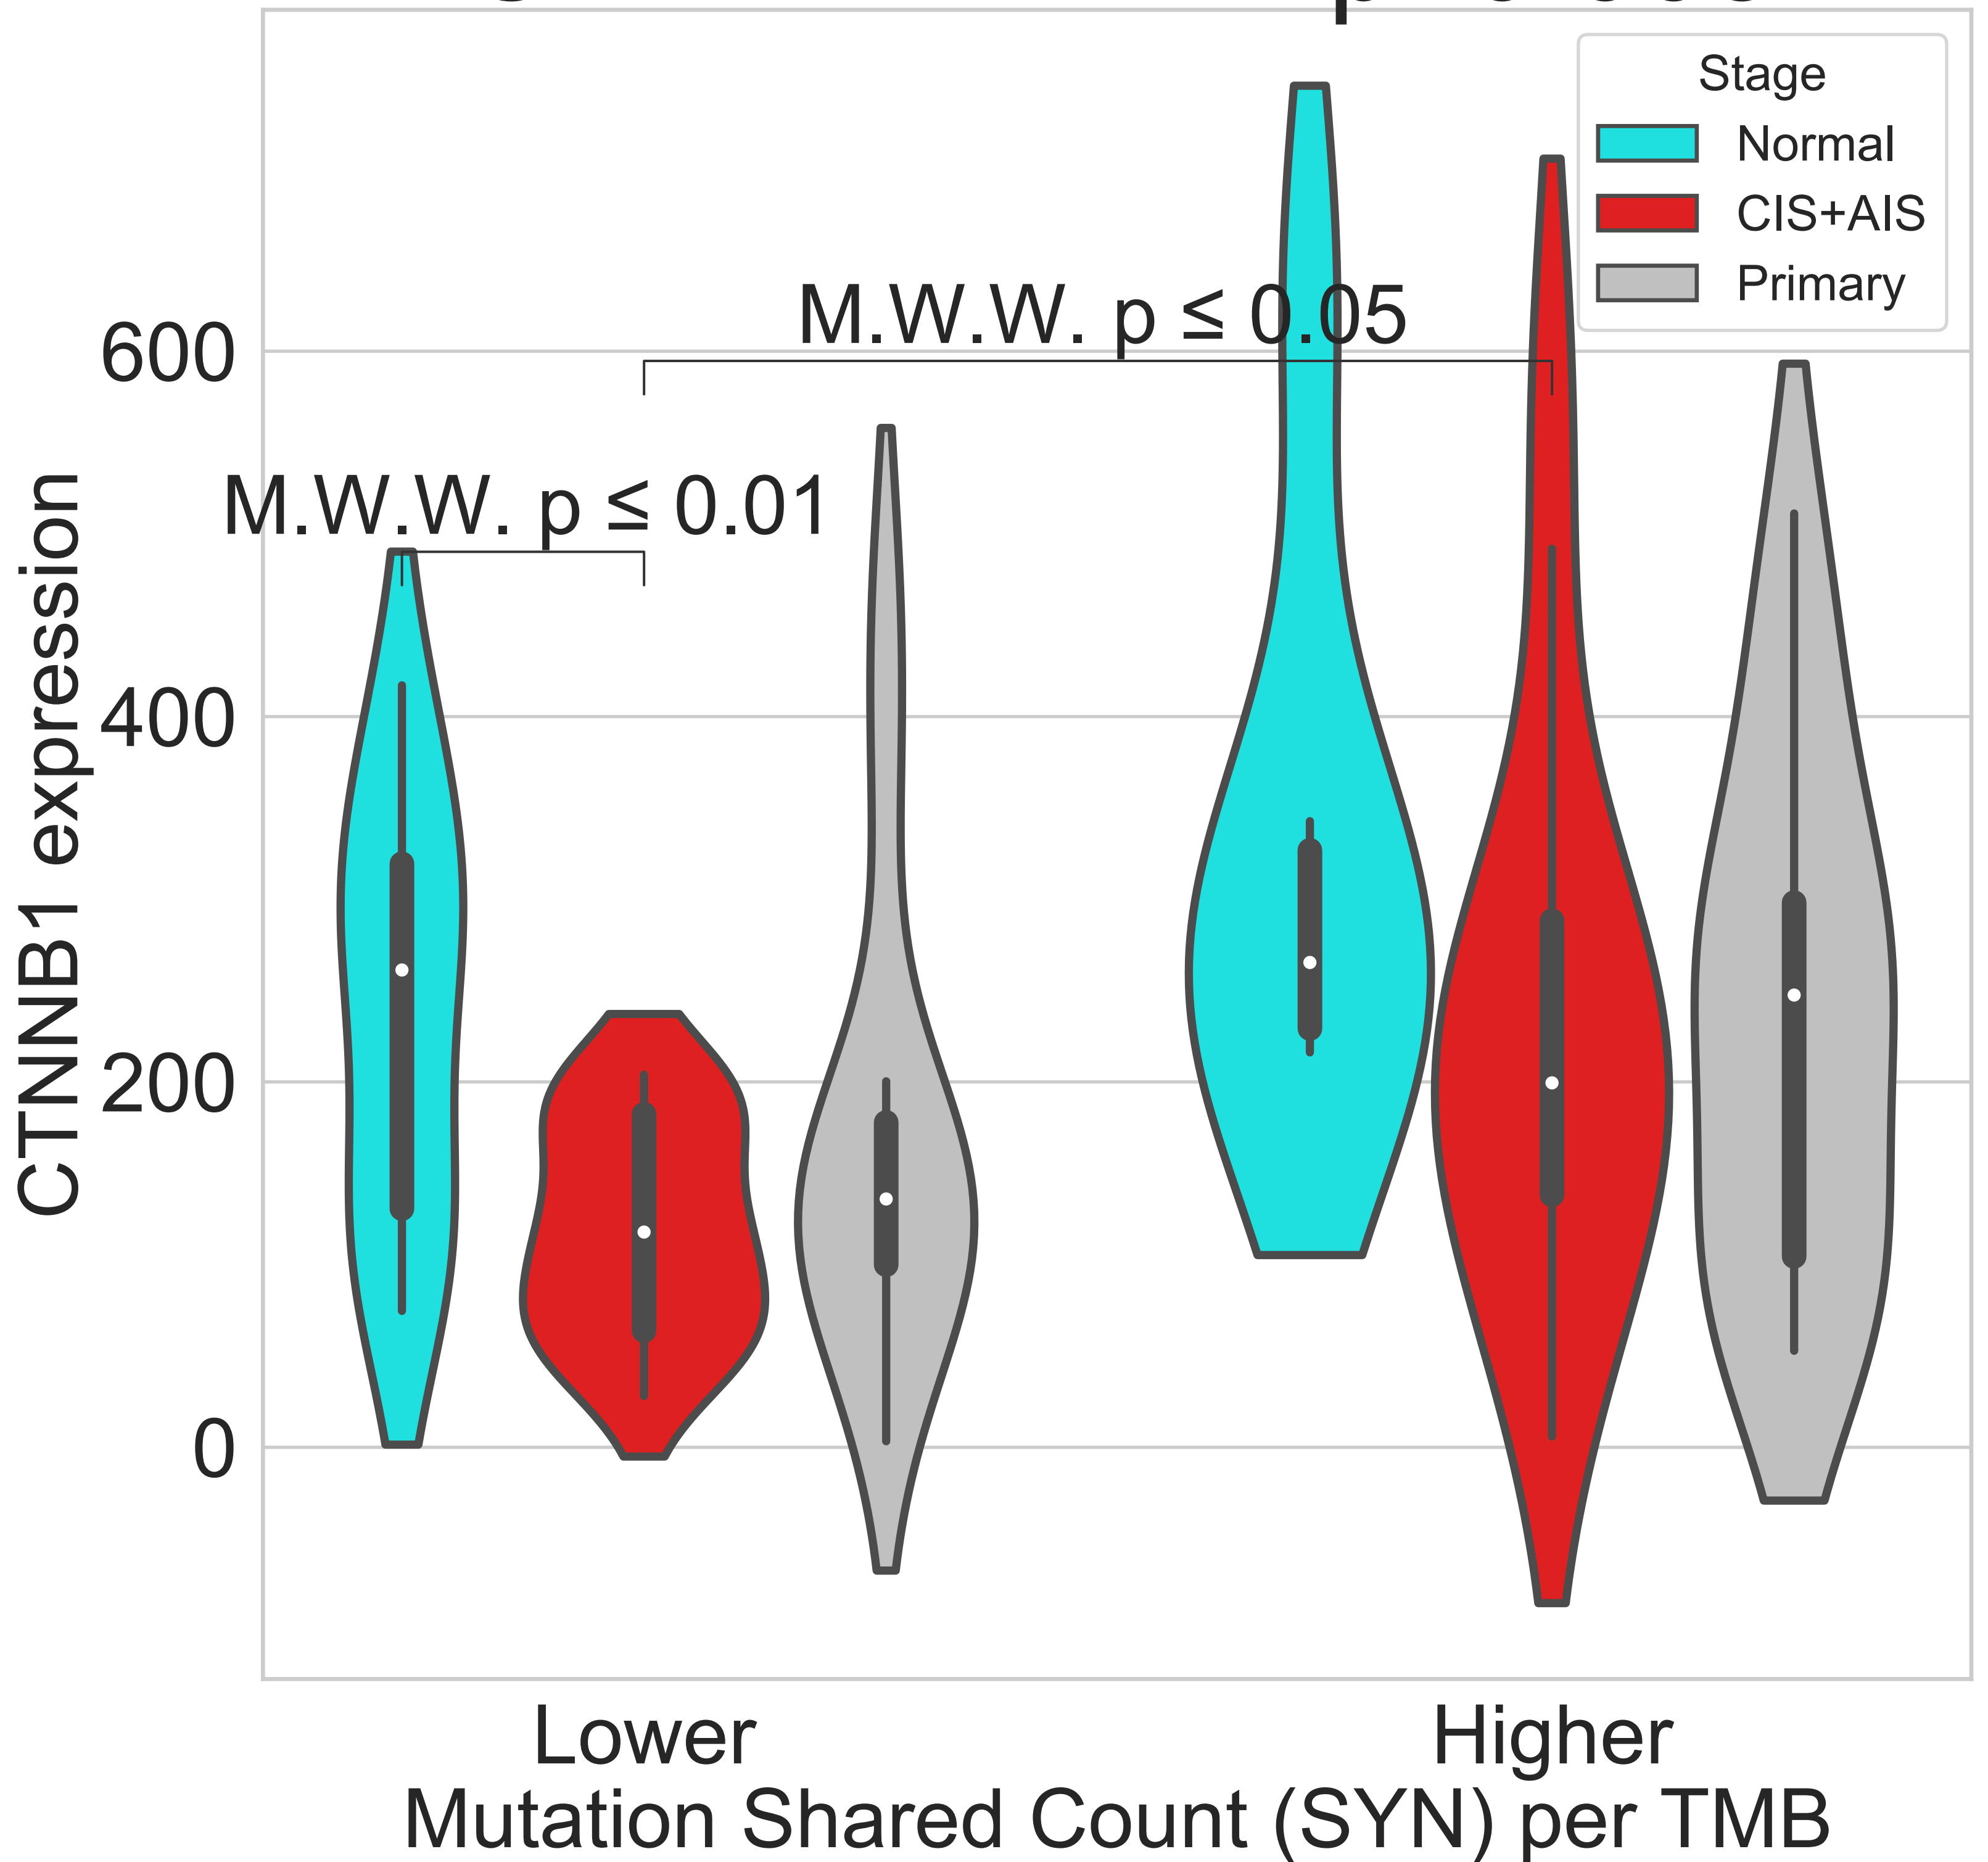 Stage
Normal
CIS+AIS
Primary
M.W.W. p ≤ 0.05
M.W.W. p ≤ 0.01
600
400
200
0
CTNNB1 expression
Lower
Higher
Mutation Shared Count (SYN) per TMB